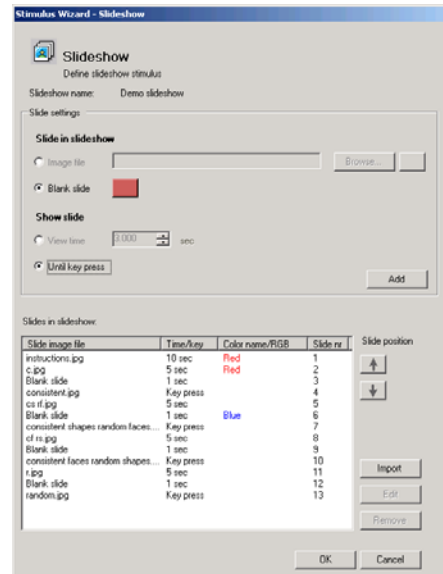 Stimulus Wizard - Slideshow
Slideshow
Define slideshow stimulus
Slideshow name: Demo slideshow
Slide settings
Slide in slideshow
Image file Browse...
Blank slide
Show slide
View time 3.000 sec
Until key press
Add
Slides in slideshow:
Slide image file Time/key Color name/RGB Slide nr Slide position
instructions.jpg 10 sec Red 1
c.jpg 5 sec Red 2
Blank slide 1 sec 3
consistent.jpg Key press 4
cs rf.jpg 5 sec 5
Blank slide 1 sec Blue 6
consistent shapes random faces.... Key press 7
cf rs.jpg 5 sec 8
Blank slide 1 sec 9
consistent faces random shapes.... Key press 10
r.jpg 5 sec 11
Blank slide 1 sec 12
random.jpg Key press 13
Import
Edit
Remove
OK Cancel